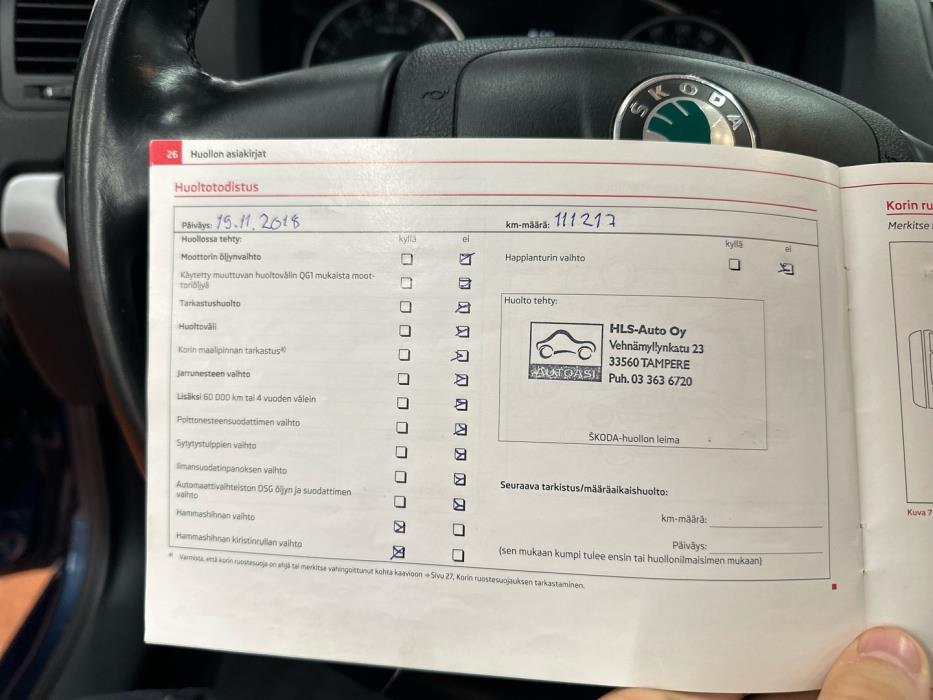 SKODA
26 Huollon asiakirjat
Huoltotodistus
Päiväys: 19.11.2018 km-määrä: 111217
Huollossa tehty: kyllä ei
Moottorin öljynvaihto
Käytetty muuttuvan huoltovälin QG1 mukaista moot-
toriöljyä
Tarkastushuolto
Huoltoväli
Korin maalipinnan tarkastusa)
Jarrunesteen vaihto
Lisäksi 60 000 km tai 4 vuoden välein
Polttonesteensuodattimen vaihto
Sytytystulppien vaihto
Ilmansuodatinpanoksen vaihto
Automaattivaihteiston DSG öljyn ja suodattimen
vaihto
Hammashihnan vaihto
Hammashihnan kiristinrullan vaihto
kyllä ei
Happianturin vaihto
Huolto tehty:
AUTOASI
HLS-Auto Oy
Vehnämyllynkatu 23
33560 TAMPERE
Puh. 03 363 6720
ŠKODA-huollon leima
Seuraava tarkistus/määräaikaishuolto:
km-määrä:
Päiväys:
(sen mukaan kumpi tulee ensin tai huollonilmaisimen mukaan)
a) Varmista, että korin ruostesuoja on ehjä tai merkitse vahingoittunut kohta kaavioon ⇒ Sivu 27, Korin ruostesuojauksen tarkastaminen.
Korin ru
Merkitse
Kuva 7